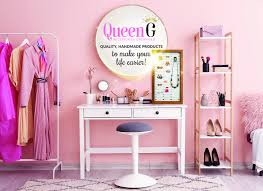 Queen G
QUALITY, HANDMADE PRODUCTS
to make your
life easier!